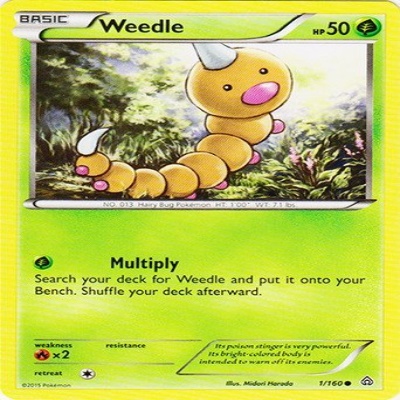 BASIC Weedle HP 50
NO. 013 Hairy Bug Pokémon HT: 1'00" WT: 7.1 lbs.
Multiply
Search your deck for Weedle and put it onto your
Bench. Shuffle your deck afterward.
weakness resistance
×2
retreat
Its poison stinger is very powerful.
Its bright-colored body is
intended to warn off its enemies.
©2015 Pokémon
Illus. Midori Harada 1/160